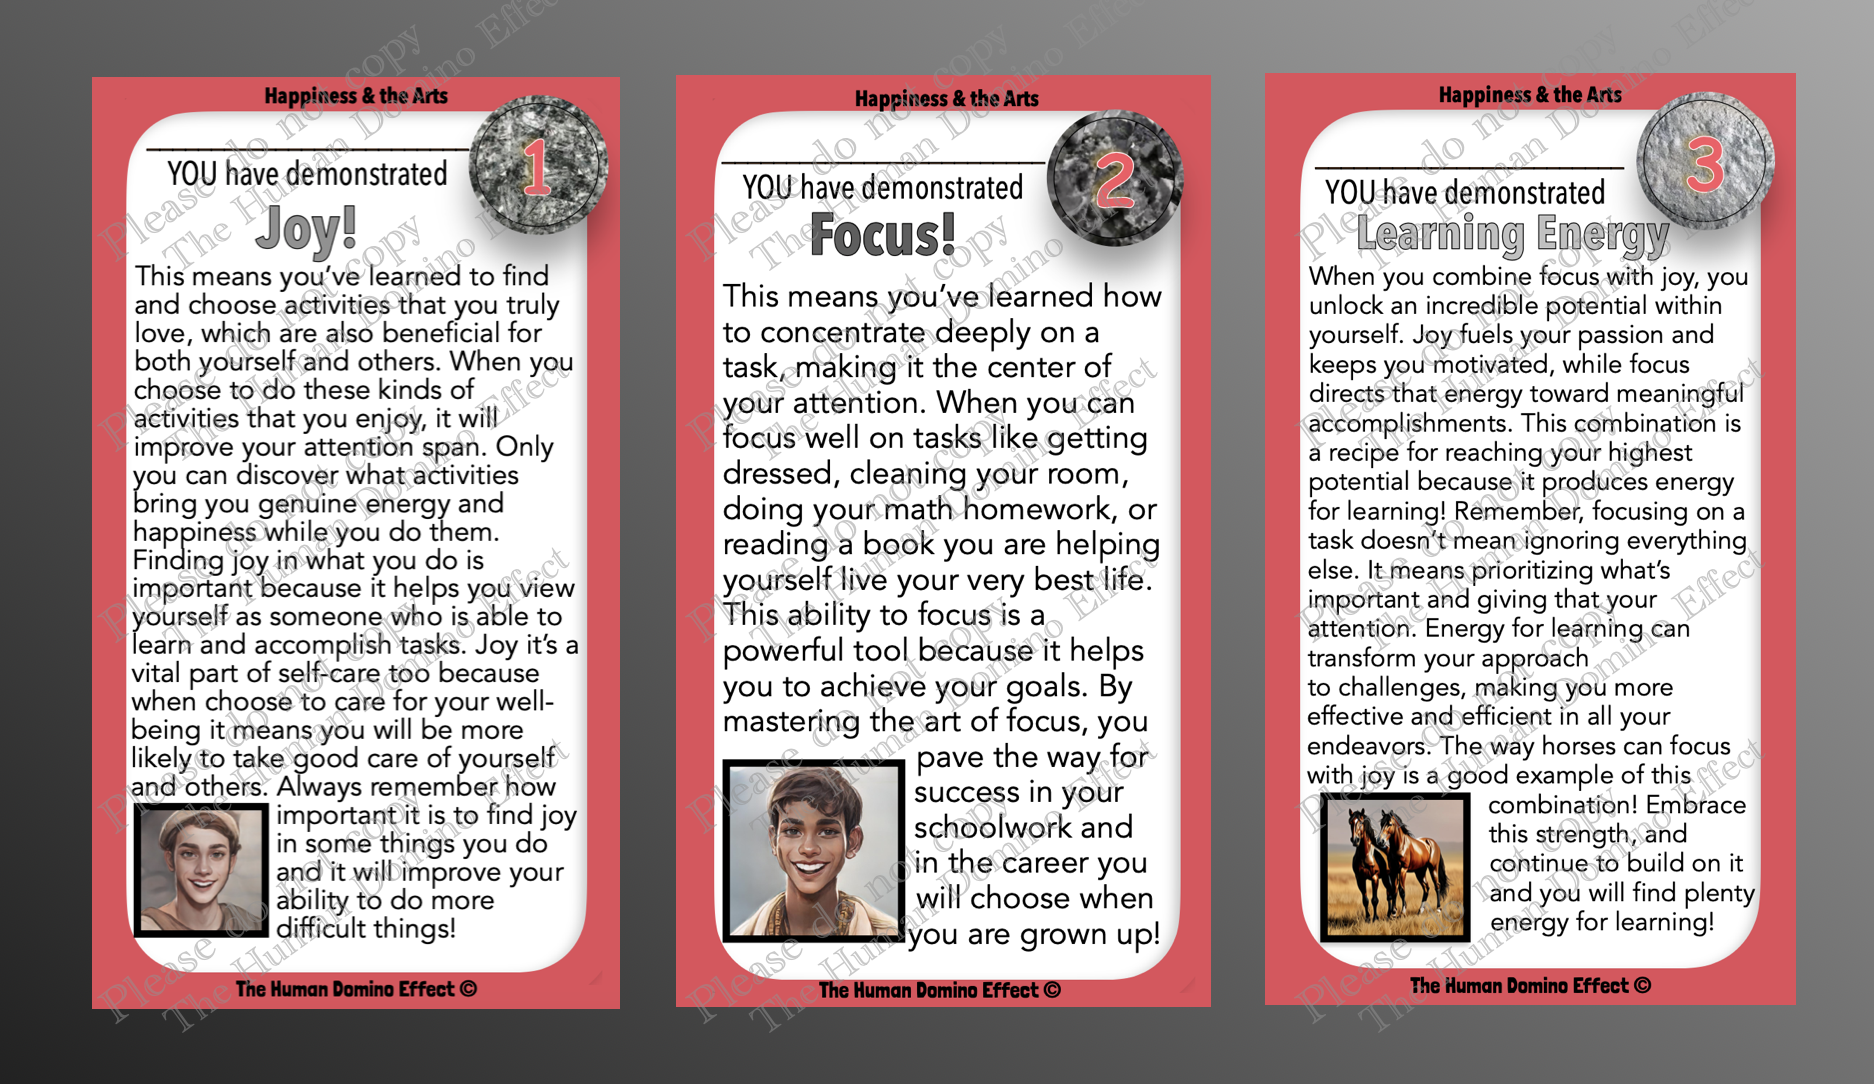 Happiness & the Arts
1
YOU have demonstrated
Joy!
This means you've learned to find
and choose activities that you truly
love, which are also beneficial for
both yourself and others. When you
choose to do these kinds of
activities that you enjoy, it will
improve your attention span. Only
you can discover what activities
bring you genuine energy and
happiness while you do them.
Finding joy in what you do is
important because it helps you view
yourself as someone who is able to
learn and accomplish tasks. Joy it's a
vital part of self-care too because
when choose to care for your well-
being it means you will be more
likely to take good care of yourself
and others. Always remember how
important it is to find joy
in some things you do
and it will improve your
ability to do more
difficult things!
The Human Domino Effect ©
Happiness & the Arts
2
YOU have demonstrated
Focus!
This means you've learned how
to concentrate deeply on a
task, making it the center of
your attention. When you can
focus well on tasks like getting
dressed, cleaning your room,
doing your math homework, or
reading a book you are helping
yourself live your very best life.
This ability to focus is a
powerful tool because it helps
you to achieve your goals. By
mastering the art of focus, you
pave the way for
success in your
schoolwork and
in the career you
will choose when
you are grown up!
The Human Domino Effect ©
Happiness & the Arts
3
YOU have demonstrated
Learning Energy
When you combine focus with joy, you
unlock an incredible potential within
yourself. Joy fuels your passion and
keeps you motivated, while focus
directs that energy toward meaningful
accomplishments. This combination is
a recipe for reaching your highest
potential because it produces energy
for learning! Remember, focusing on a
task doesn't mean ignoring everything
else. It means prioritizing what's
important and giving that your
attention. Energy for learning can
transform your approach
to challenges, making you more
effective and efficient in all your
endeavors. The way horses can focus
with joy is a good example of this
combination! Embrace
this strength, and
continue to build on it
and you will find plenty
energy for learning!
The Human Domino Effect ©
Please do not copy
The Human Domino Effect